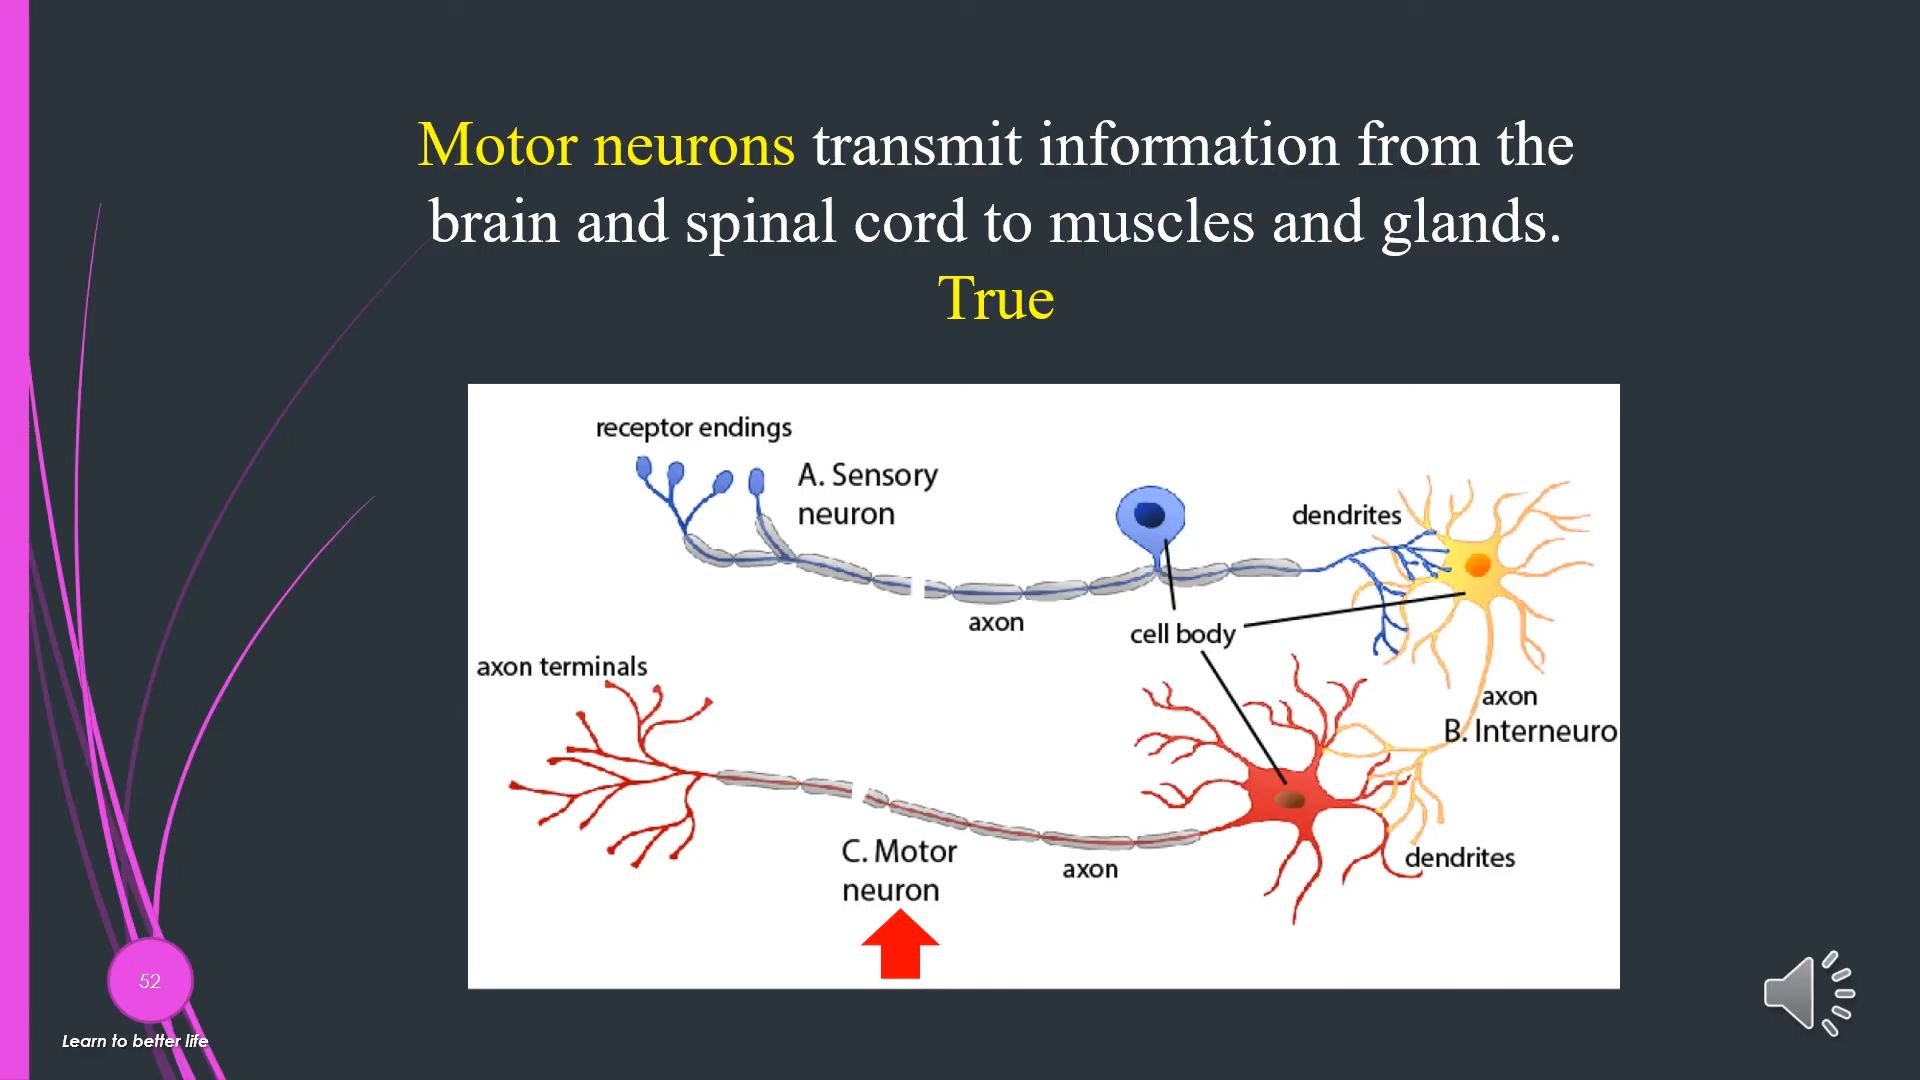 Motor neurons transmit information from the
brain and spinal cord to muscles and glands.
True
receptor endings
A. Sensory
neuron
dendrites
axon
cell body
axon terminals
axon
B. Interneuro
C. Motor
neuron
axon
dendrites
52
Learn to better life